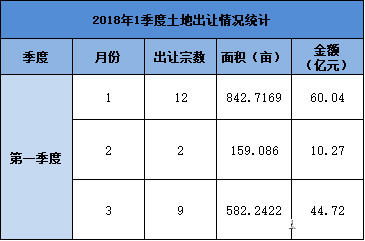 2018年1季度土地出让情况统计
季度 月份 出让宗数 面积（亩） 金额（亿元）
第一季度 1 12 842.7169 60.04
2 2 159.086 10.27
3 9 582.2422 44.72